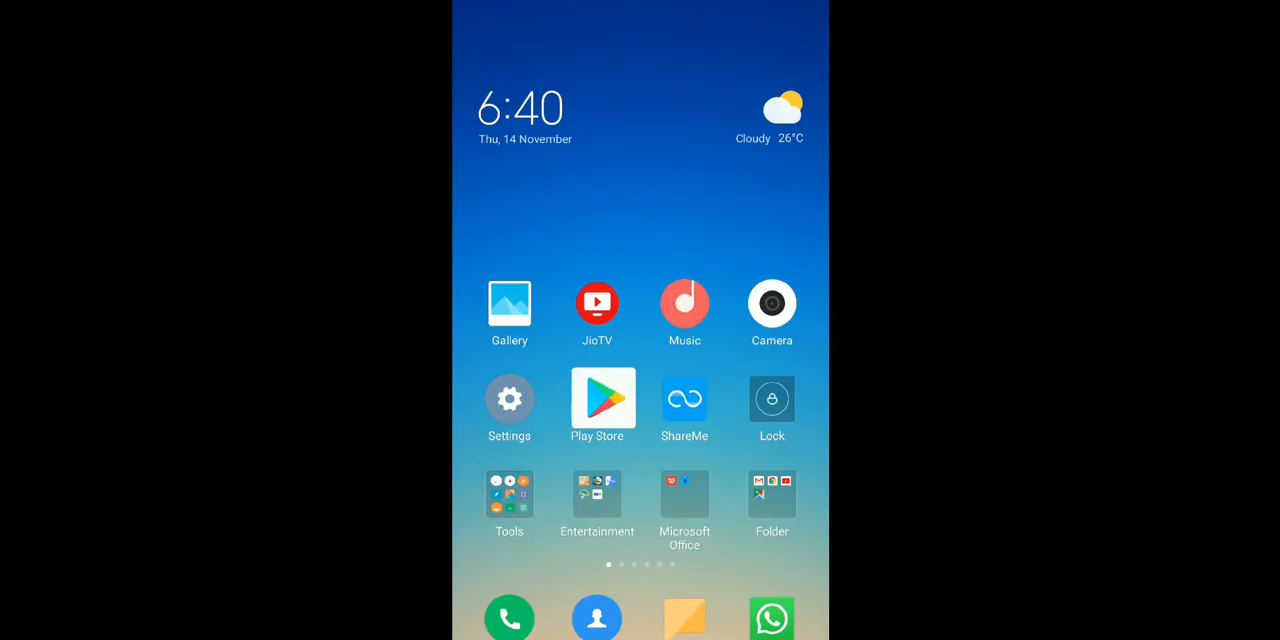 6:40
Thu, 14 November
Cloudy 26°C
Gallery
JioTV
Music
Camera
Settings
Play Store
ShareMe
Lock
Tools
Entertainment
Microsoft
Office
Folder